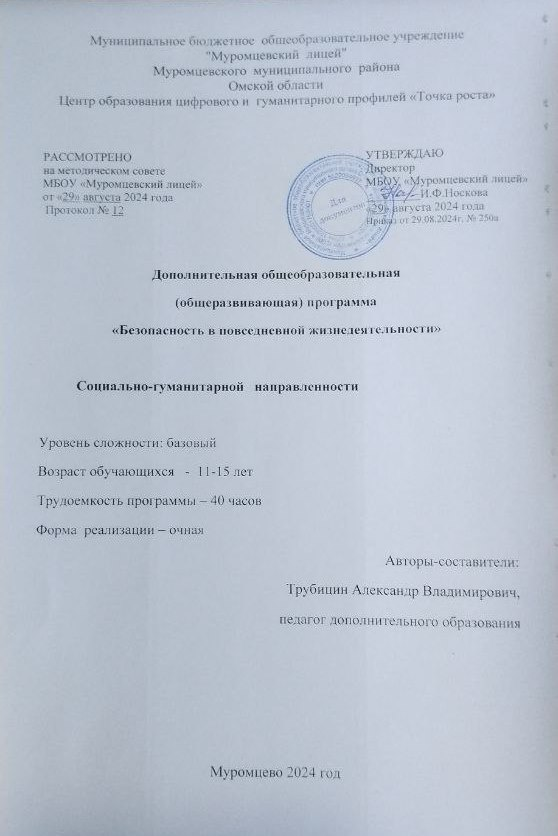 Муниципальное бюджетное общеобразовательное учреждение
"Муромцевский лицей"
Муромцевского муниципального района
Омской области
Центр образования цифрового и гуманитарного профилей «Точка роста»
РАССМОТРЕНО
на методическом совете
МБОУ «Муромцевский лицей»
от «29» августа 2024 года
Протокол № 12
УТВЕРЖДАЮ
Директор
МБОУ «Муромцевский лицей»
И.Ф.Носкова
«29» августа 2024 года
Приказ от 29.08.2024г. № 250а
Для
документов
Дополнительная общеобразовательная
(общеразвивающая) программа
«Безопасность в повседневной жизнедеятельности»
Социально-гуманитарной направленности
Уровень сложности: базовый
Возраст обучающихся - 11-15 лет
Трудоемкость программы – 40 часов
Форма реализации – очная
Авторы-составители:
Трубицин Александр Владимирович,
педагог дополнительного образования
Муромцево 2024 год